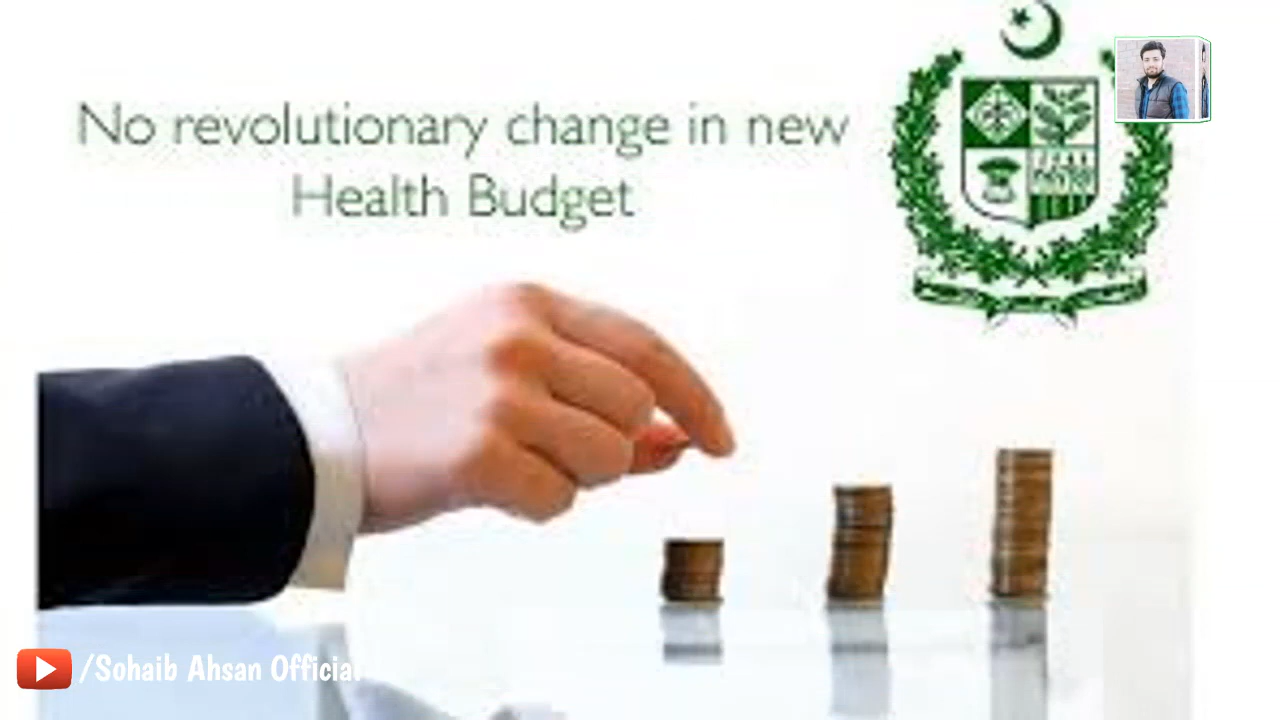 No revolutionary change in new
Health Budget
/Sohaib Ahsan Official